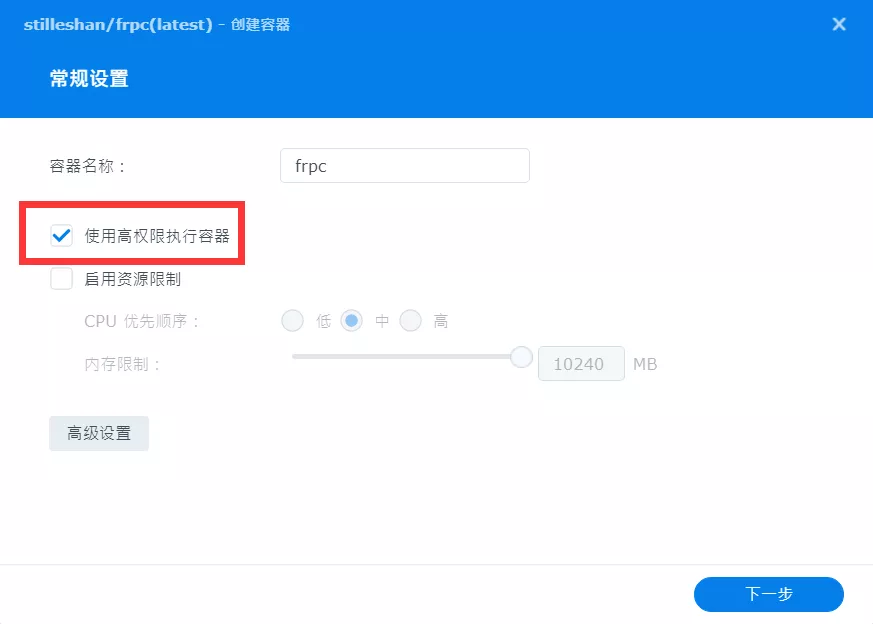 stilleshan/frpc(latest) - 创建容器
常规设置
容器名称：
frpc
使用高权限执行容器
启用资源限制
CPU 优先顺序： 低 中 高
内存限制： 10240 MB
高级设置
下一步